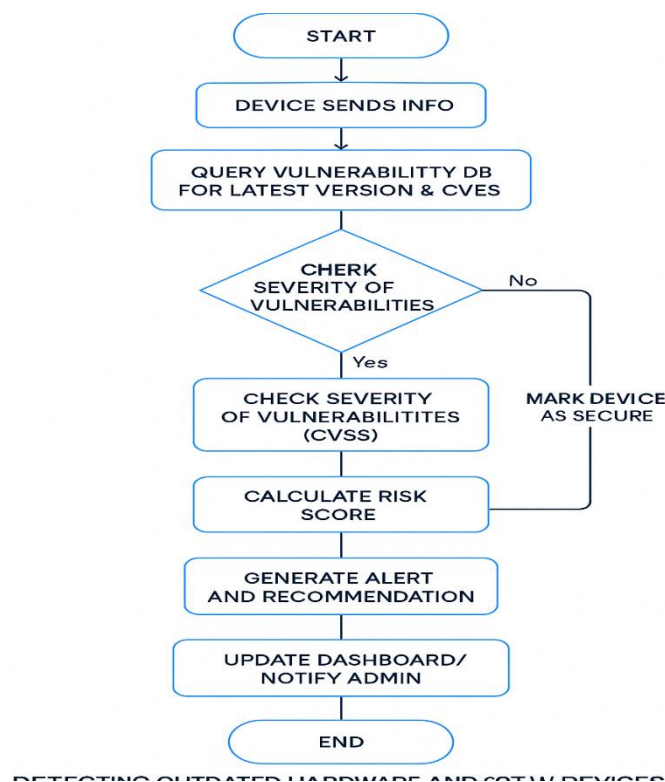 START
DEVICE SENDS INFO
QUERY VULNERABILITTY DB
FOR LATEST VERSION & CVES
CHERK
SEVERITY OF
VULNERABILITIES
No
Yes
CHECK SEVERITY
OF VULNERABILITITES
(CVSS)
MARK DEVICE
AS SECURE
CALCULATE RISK
SCORE
GENERATE ALERT
AND RECOMMENDATION
UPDATE DASHBOARD/
NOTIFY ADMIN
END
DETECTING OUTDATED HARDWARE AND DEVICES